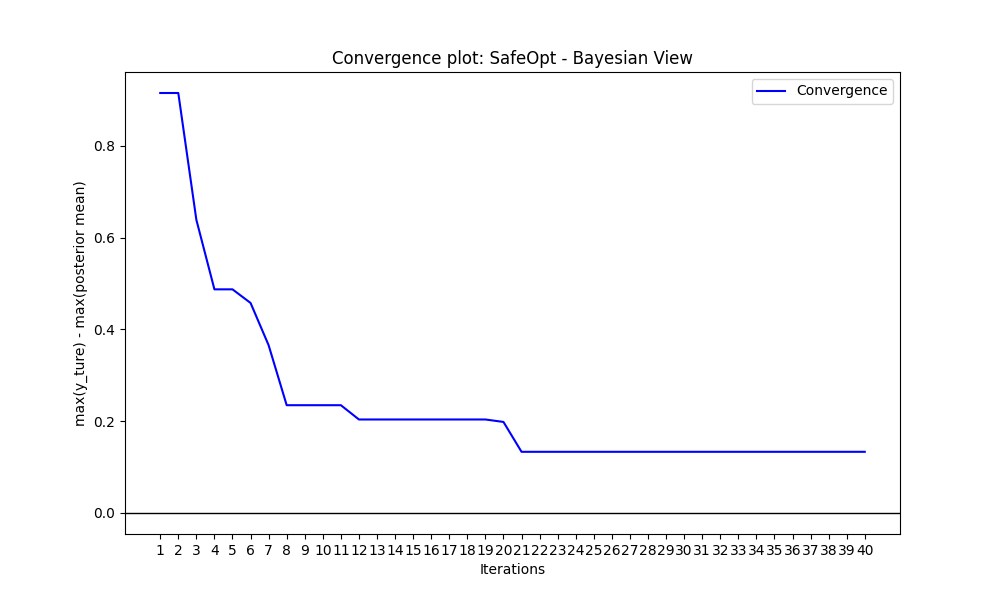 Convergence plot: SafeOpt - Bayesian View
Convergence
max(y_ture) - max(posterior mean)
0.8
0.6
0.4
0.2
0.0
1 2 3 4 5 6 7 8 9 10 11 12 13 14 15 16 17 18 19 20 21 22 23 24 25 26 27 28 29 30 31 32 33 34 35 36 37 38 39 40
Iterations